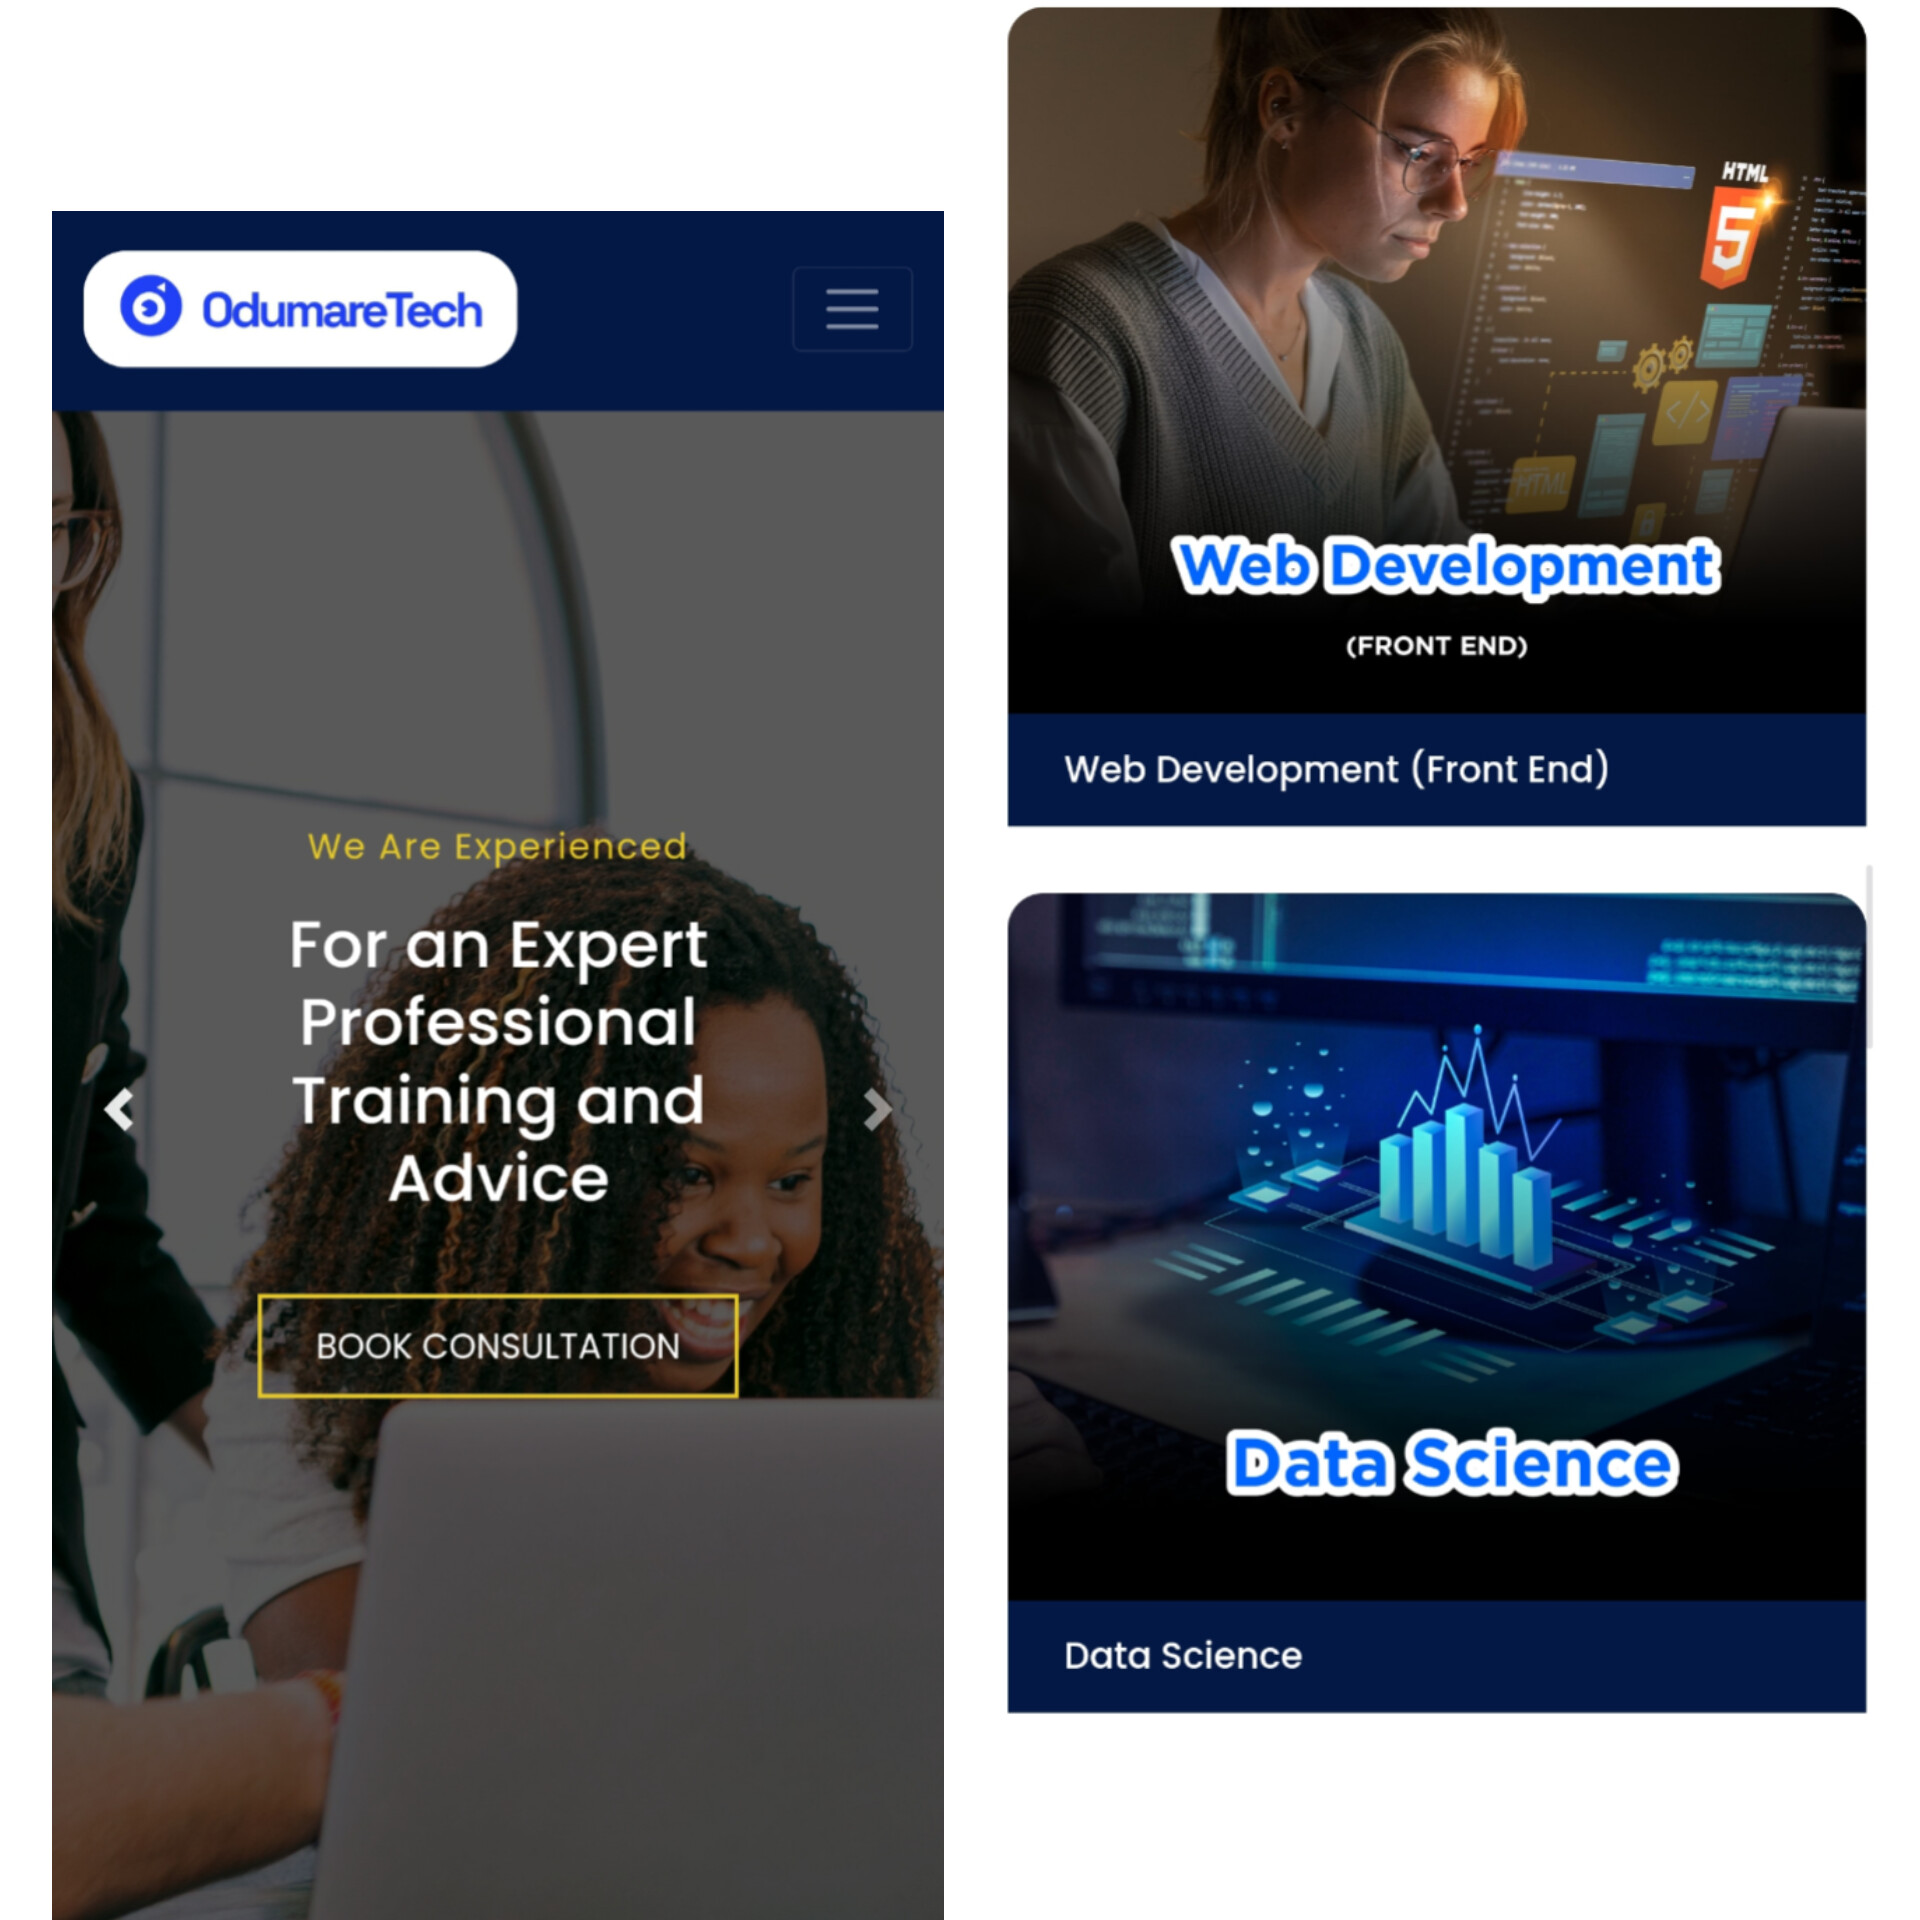 OdumareTech
We Are Experienced
For an Expert
Professional
Training and
Advice
BOOK CONSULTATION
HTML
5
</>
HTML
Web Development
(FRONT END)
Web Development (Front End)
Data Science
Data Science